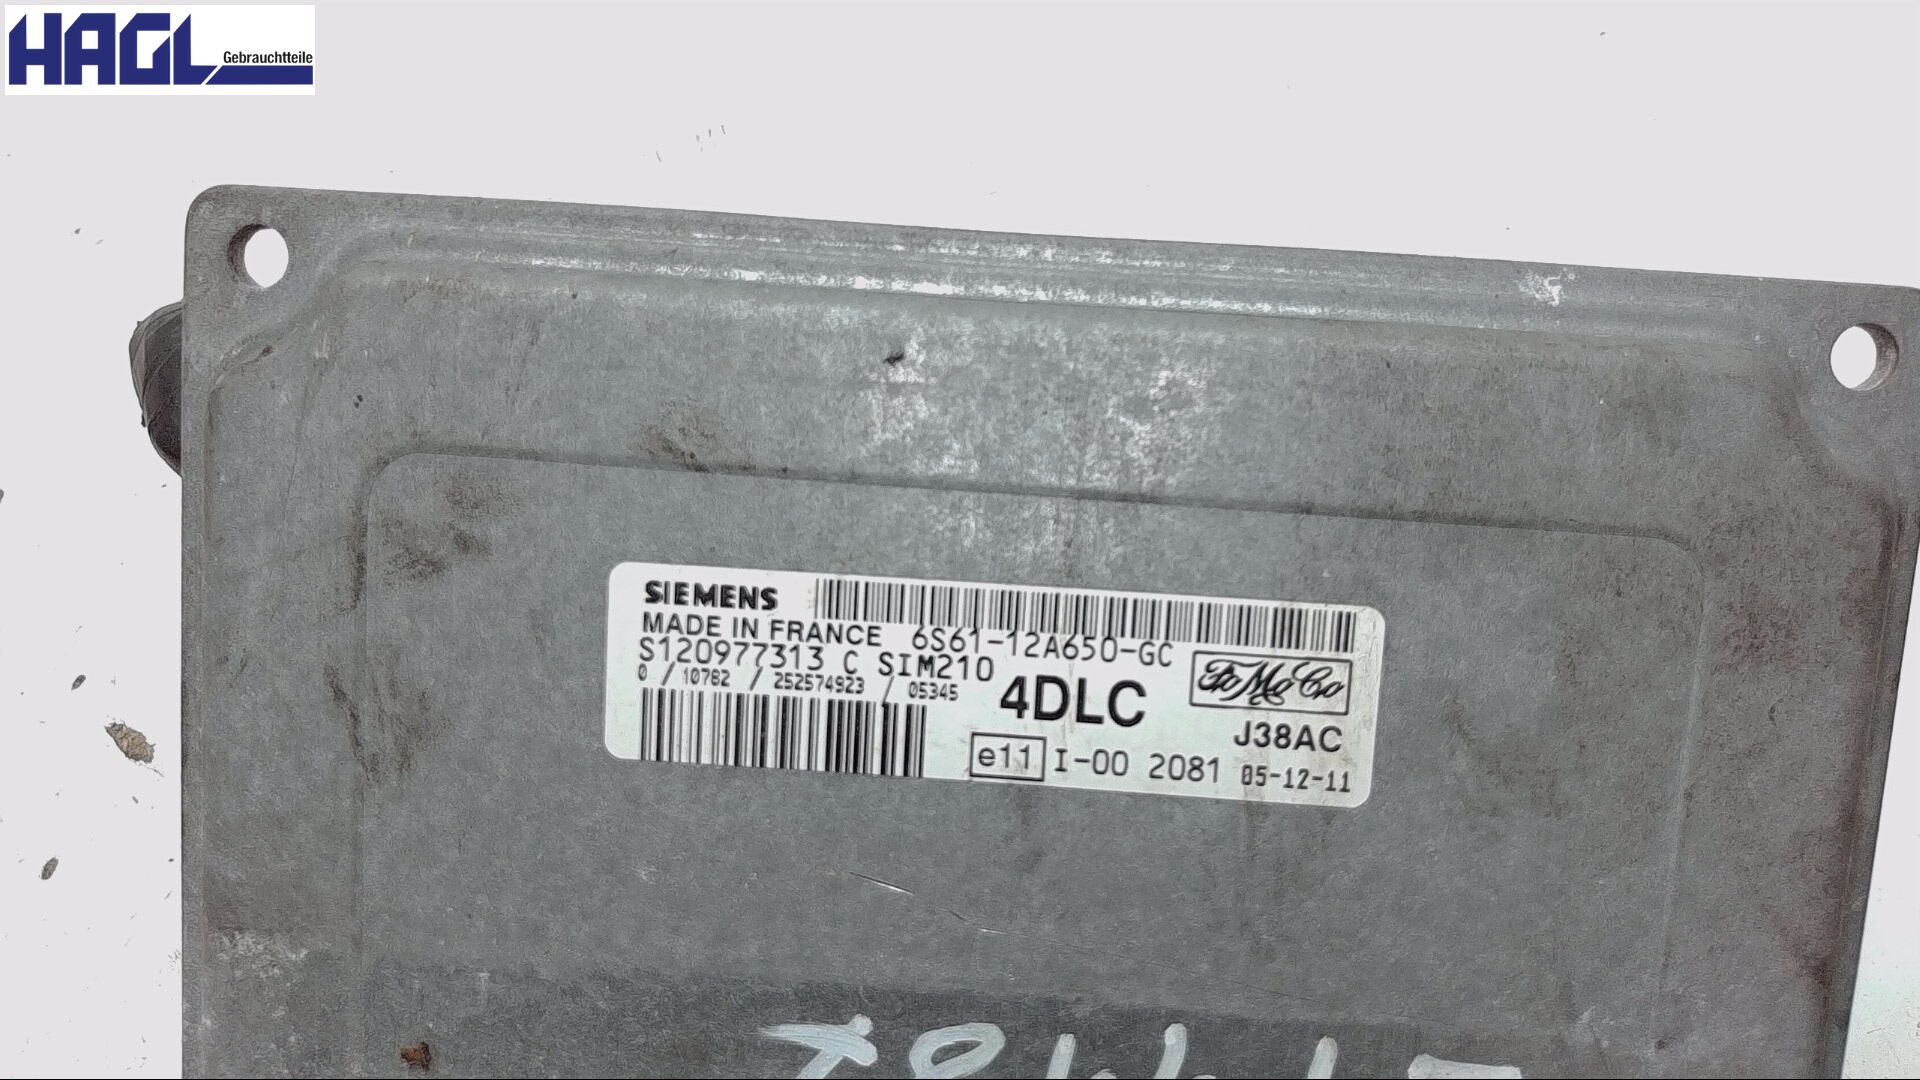 HAGL Gebrauchtteile
SIEMENS
MADE IN FRANCE 6S61-12A650-GC
S120977313 C SIM210
0 / 10782 / 252574923 / 05345
4DLC
FoMoCo
J38AC
e11 I-00 2081 05-12-11